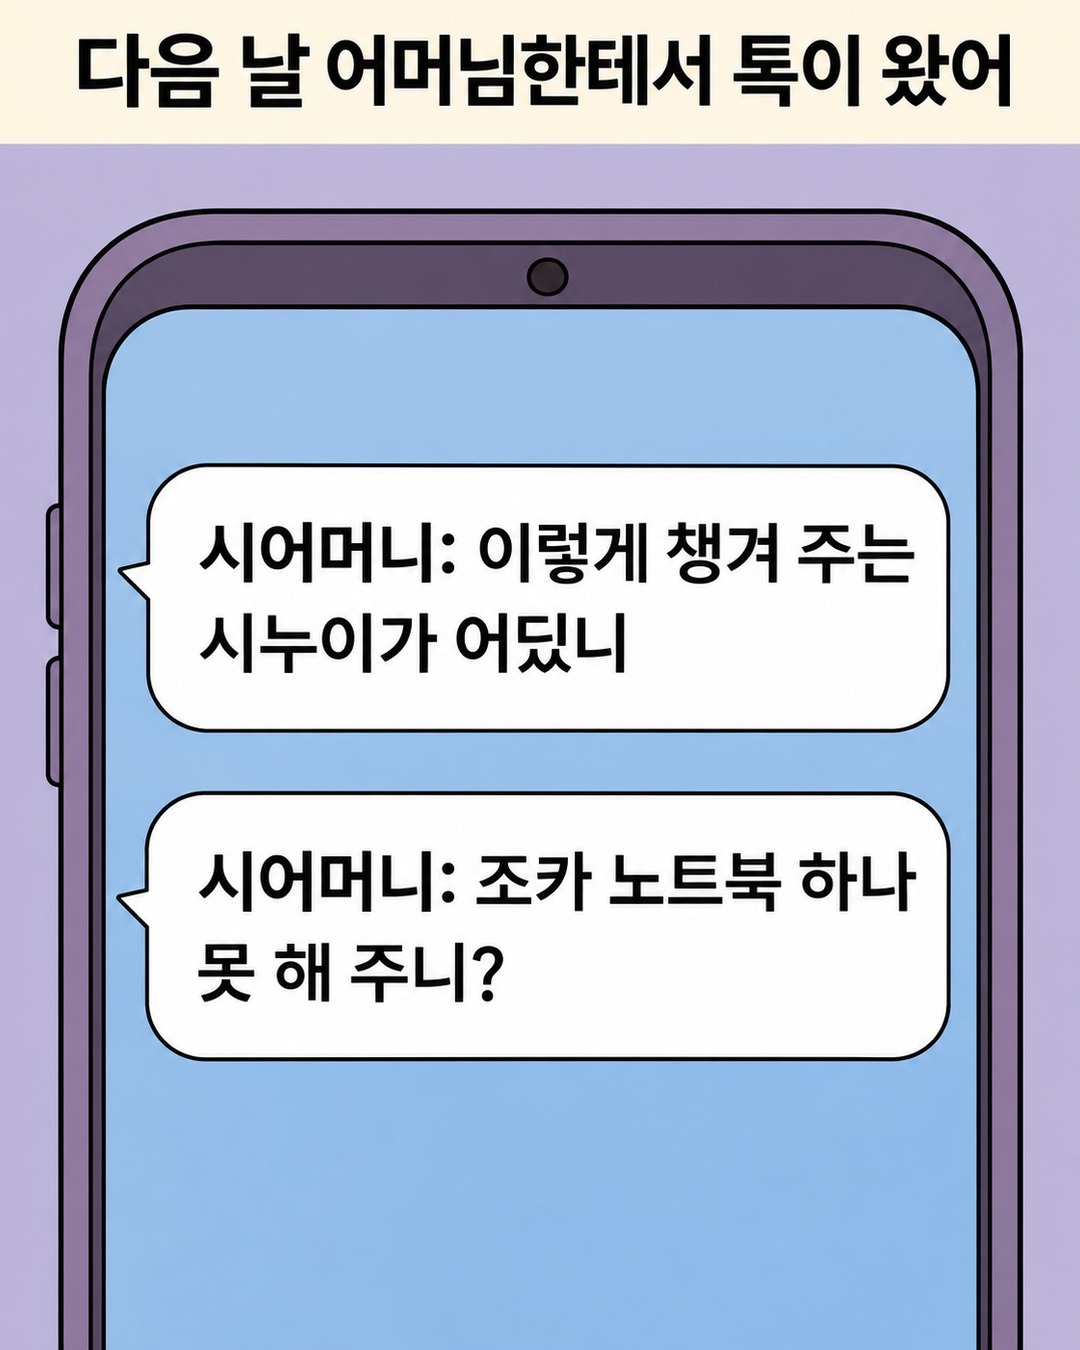 다음 날 어머님한테서 톡이 왔어
시어머니: 이렇게 챙겨 주는
시누이가 어딨니
시어머니: 조카 노트북 하나
못 해 주니?